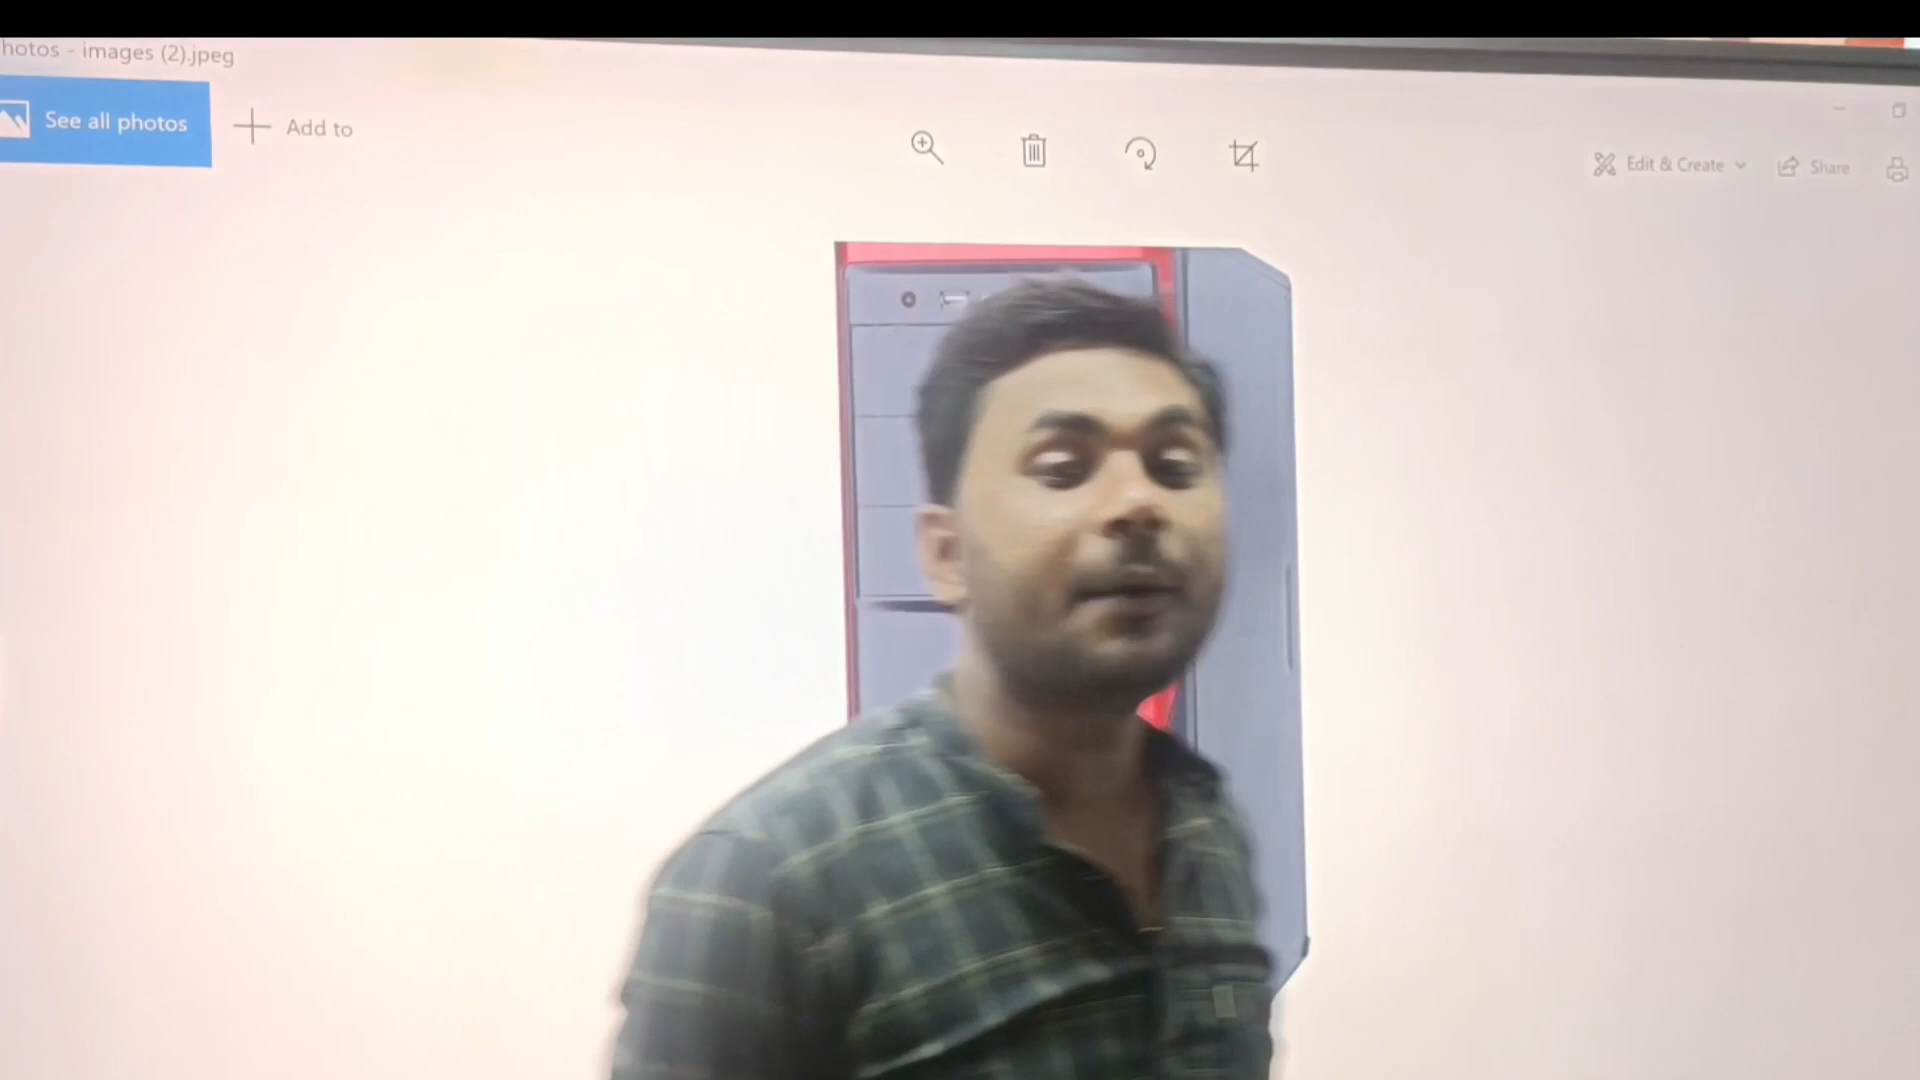 hotos - images (2).jpeg
See all photos
Add to
Edit & Create
Share